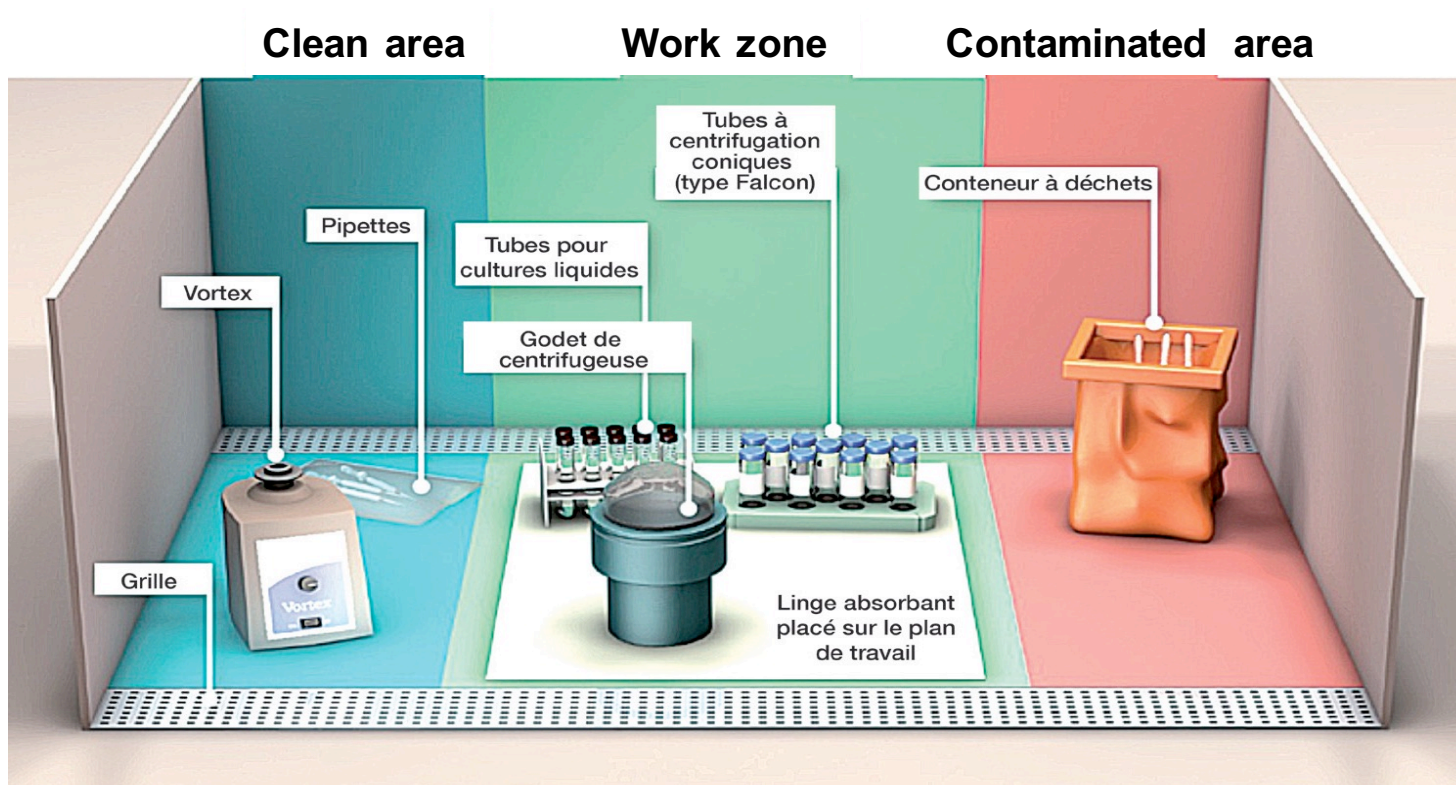 Clean area
Work zone
Contaminated area
Tubes à
centrifugation
coniques
(type Falcon)
Conteneur à déchets
Pipettes
Tubes pour
cultures liquides
Vortex
Godet de
centrifugeuse
Grille
Vortex
Linge absorbant
placé sur le plan
de travail